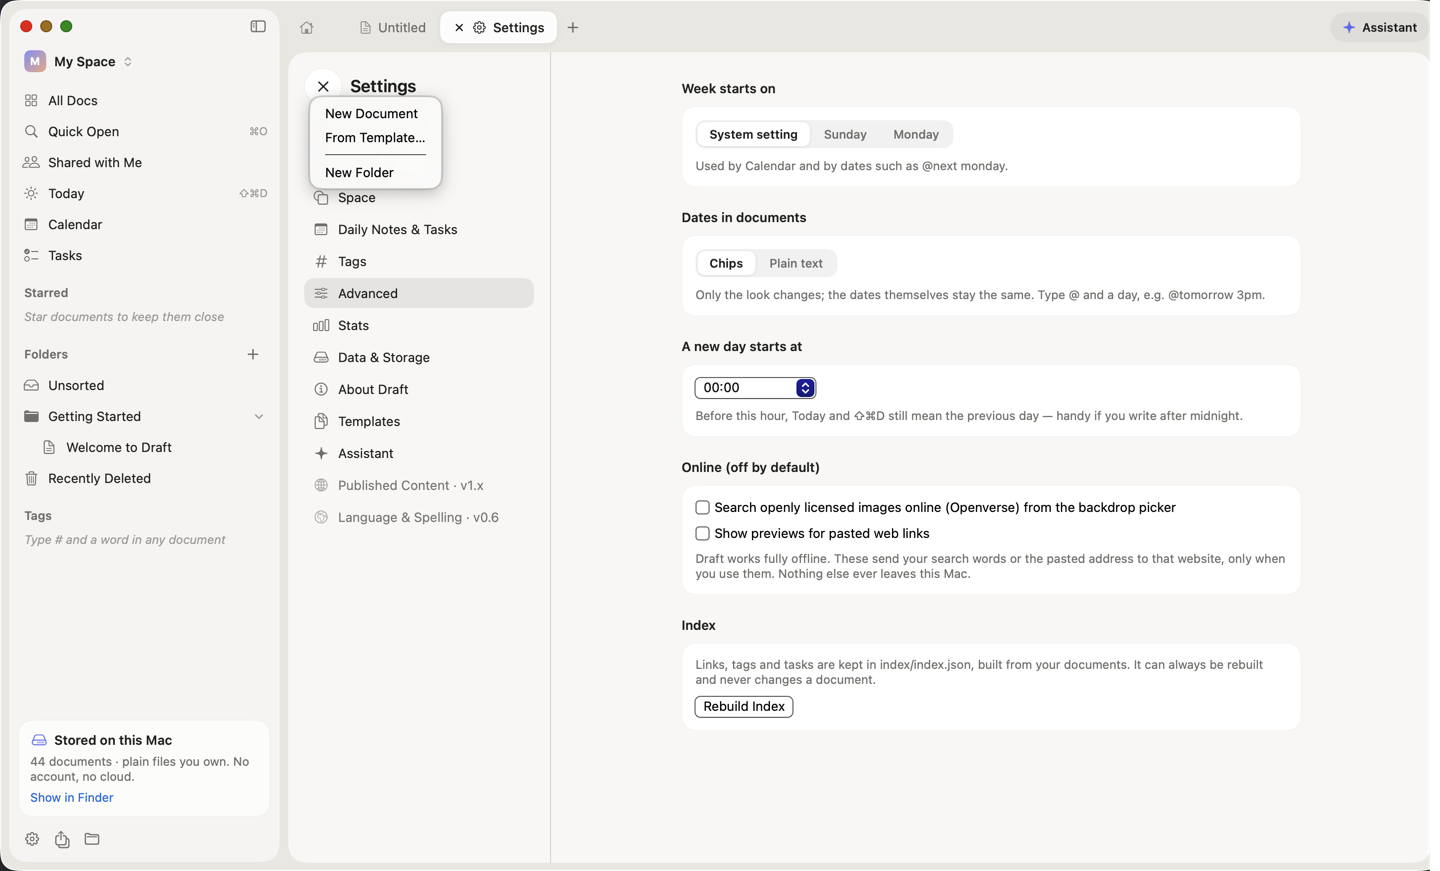 Untitled
Settings
Assistant
M My Space
All Docs
Quick Open ⌘O
Shared with Me
Today ⇧⌘D
Calendar
Tasks
Starred
Star documents to keep them close
Folders
Unsorted
Getting Started
Welcome to Draft
Recently Deleted
Tags
Type # and a word in any document
Stored on this Mac
44 documents · plain files you own. No
account, no cloud.
Show in Finder
Settings
New Document
From Template...
New Folder
Space
Daily Notes & Tasks
Tags
Advanced
Stats
Data & Storage
About Draft
Templates
Assistant
Published Content · v1.x
Language & Spelling · v0.6
Week starts on
System setting Sunday Monday
Used by Calendar and by dates such as @next monday.
Dates in documents
Chips Plain text
Only the look changes; the dates themselves stay the same. Type @ and a day, e.g. @tomorrow 3pm.
A new day starts at
00:00
Before this hour, Today and ⇧⌘D still mean the previous day — handy if you write after midnight.
Online (off by default)
Search openly licensed images online (Openverse) from the backdrop picker
Show previews for pasted web links
Draft works fully offline. These send your search words or the pasted address to that website, only when
you use them. Nothing else ever leaves this Mac.
Index
Links, tags and tasks are kept in index/index.json, built from your documents. It can always be rebuilt
and never changes a document.
Rebuild Index